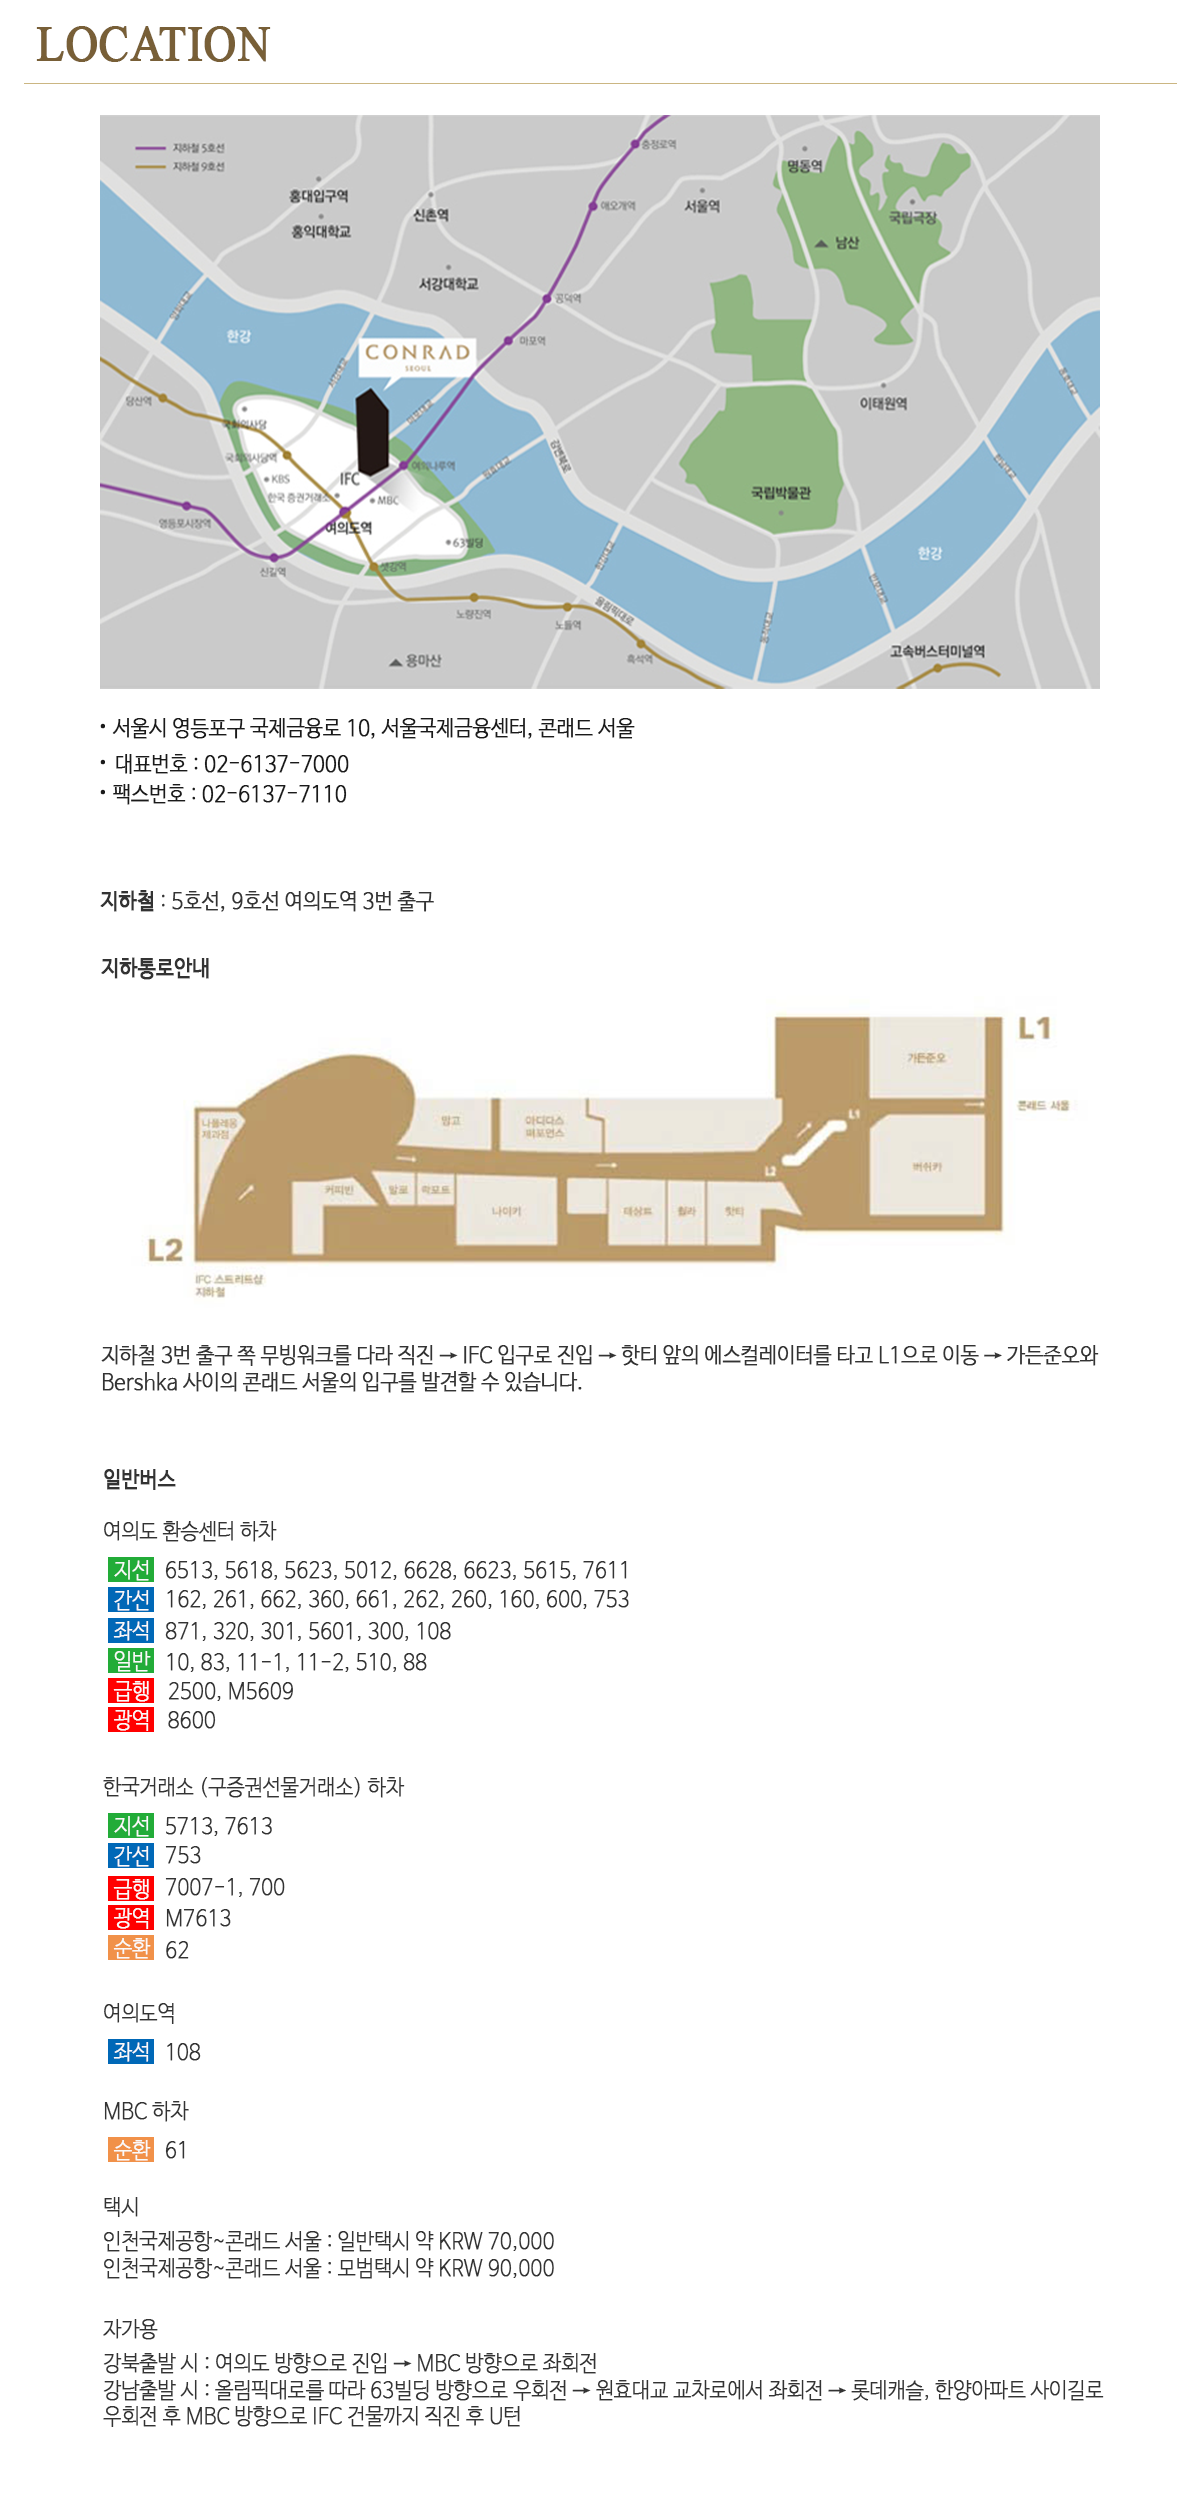 LOCATION
지하철 5호선
지하철 9호선
충정로역
명동역
홍대입구역
홍익대학교
신촌역
애오개역
서울역
국립극장
남산
서강대학교
공덕역
한강
마포역
CONRAD
SEOUL
당산역
이태원역
국회의사당
국회의사당역
강변북로
여의나루역
KBS
IFC
한국 증권거래소
MBC
국립박물관
영등포시장역
여의도역
63빌딩
한강
신길역
샛강역
노량진역
올림픽대로
노들역
흑석역
용마산
고속버스터미널역
• 서울시 영등포구 국제금융로 10, 서울국제금융센터, 콘래드 서울
• 대표번호 : 02-6137-7000
• 팩스번호 : 02-6137-7110
지하철 : 5호선, 9호선 여의도역 3번 출구
지하통로안내
L1
가든준오
콘래드 서울
나폴레옹
제과점
망고
아디다스
퍼포먼스
L1
L2
버쉬카
커피빈
알로
락포트
나이키
데상트
휠라
핫티
L2
IFC 스트리트샵
지하철
지하철 3번 출구 쪽 무빙워크를 다라 직진 → IFC 입구로 진입 → 핫티 앞의 에스컬레이터를 타고 L1으로 이동 → 가든준오와
Bershka 사이의 콘래드 서울의 입구를 발견할 수 있습니다.
일반버스
여의도 환승센터 하차
지선 6513, 5618, 5623, 5012, 6628, 6623, 5615, 7611
간선 162, 261, 662, 360, 661, 262, 260, 160, 600, 753
좌석 871, 320, 301, 5601, 300, 108
일반 10, 83, 11-1, 11-2, 510, 88
급행 2500, M5609
광역 8600
한국거래소 (구증권선물거래소) 하차
지선 5713, 7613
간선 753
급행 7007-1, 700
광역 M7613
순환 62
여의도역
좌석 108
MBC 하차
순환 61
택시
인천국제공항~콘래드 서울 : 일반택시 약 KRW 70,000
인천국제공항~콘래드 서울 : 모범택시 약 KRW 90,000
자가용
강북출발 시 : 여의도 방향으로 진입 → MBC 방향으로 좌회전
강남출발 시 : 올림픽대로를 따라 63빌딩 방향으로 우회전 → 원효대교 교차로에서 좌회전 → 롯데캐슬, 한양아파트 사이길로
우회전 후 MBC 방향으로 IFC 건물까지 직진 후 U턴